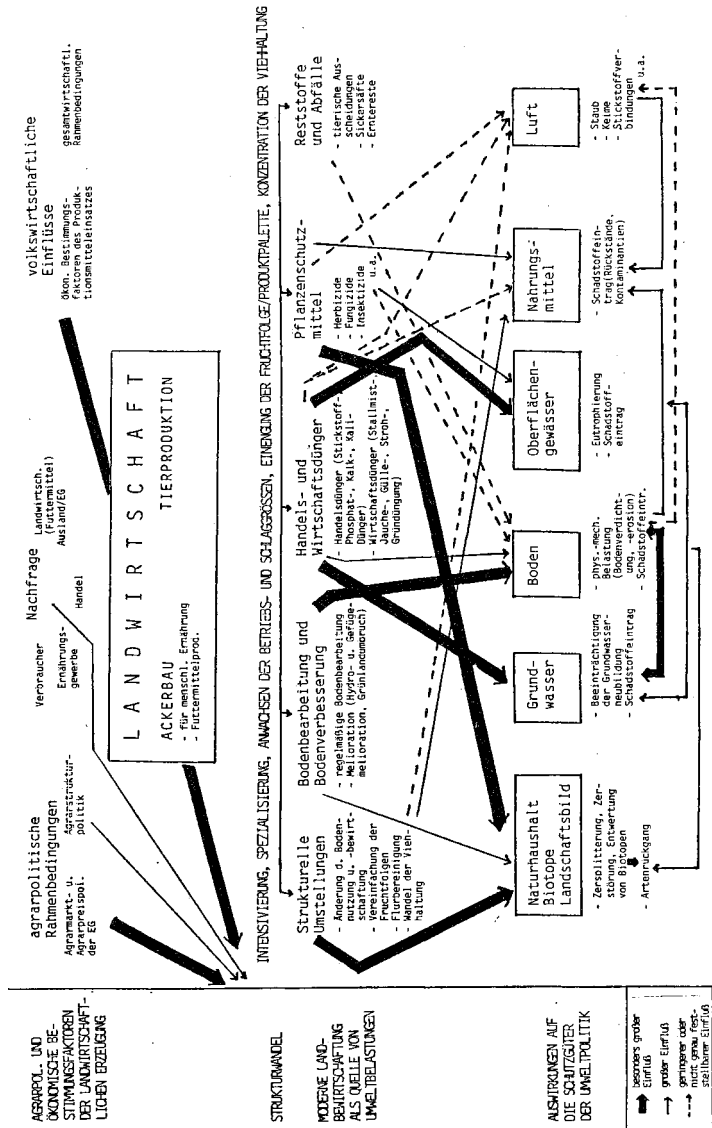 AGRARPOL. UND
ÖKONOMISCHE BE-
STIMMUNGSFAKTOREN
DER LANDWIRTSCHAFT-
LICHEN ERZEUGUNG
agrarpolitische
Rahmenbedingungen
Agrarmarkt- u.
Agrarpreispol.
der EG
Agrarstruktur-
politik
Nachfrage
Verbraucher
Ernährungs-
gewerbe
Handel
Landwirtsch.
(Futtermittel)
Ausland/EG
volkswirtschaftliche
Einflüsse
ökon. Bestimmungs-
faktoren des Produk-
tionsmitteleinsatzes
gesamtwirtschaftl.
Rahmenbedingungen
LANDWIRTSCHAFT
ACKERBAU
- für menschl. Ernährung
- Futtermittelprod.
TIERPRODUKTION
STRUKTURWANDEL
INTENSIVIERUNG, SPEZIALISIERUNG, ANWACHSEN DER BETRIEBS- UND SCHLAGGRÖSSEN, EINENGUNG DER FRUCHTFOLGE/PRODUKTPALETTE, KONZENTRATION DER VIEHHALTUNG
MODERNE LAND-
BEWIRTSCHAFTUNG
ALS QUELLE VON
UMWELTBELASTUNGEN
Strukturelle
Umstellungen
- Änderung d. Boden-
nutzung u. -bewirt-
schaftung
- Vereinfachung der
Fruchtfolgen
- Flurbereinigung
- Wandel der Vieh-
haltung
Bodenbearbeitung und
Bodenverbesserung
- regelmäßige Bodenbearbeitung
- Melioration (Hydro- u. Gefüge-
melioration, Grünlandumbruch)
Handels- und
Wirtschaftsdünger
- Handelsdünger (Stickstoff-,
Phosphat-, Kalk-, Kali-
Dünger)
- Wirtschaftsdünger (Stallmist-,
Jauche-, Gülle-, Stroh-,
Gründüngung)
Pflanzenschutz-
mittel
- Herbizide
- Fungizide
- Insektizide
u.a.
Reststoffe
und Abfälle
- tierische Aus-
scheidungen
- Sickersäfte
- Erntereste
AUSWIRKUNGEN AUF
DIE SCHUTZGÜTER
DER UMWELTPOLITIK
Naturhaushalt
Biotope
Landschaftsbild
- Zersplitterung, Zer-
störung, Entwertung
von Biotopen
- Artenrückgang
Grund-
wasser
- Beeinträchtigung
der Grundwasser-
neubildung
- Schadstoffeintrag
Boden
- phys.-mech.
Belastung
(Bodenverdicht-
ung, -erosion)
- Schadstoffeintr.
Oberflächen-
gewässer
- Eutrophierung
- Schadstoff-
eintrag
Nahrungs-
mittel
- Schadstoffein-
trag(Rückstände,
Kontaminantien)
Luft
- Staub
- Keime
- Stickstoffver-
bindungen
u.a.
besonders großer
Einfluß
großer Einfluß
geringerer oder
nicht genau fest-
stellbarer Einfluß